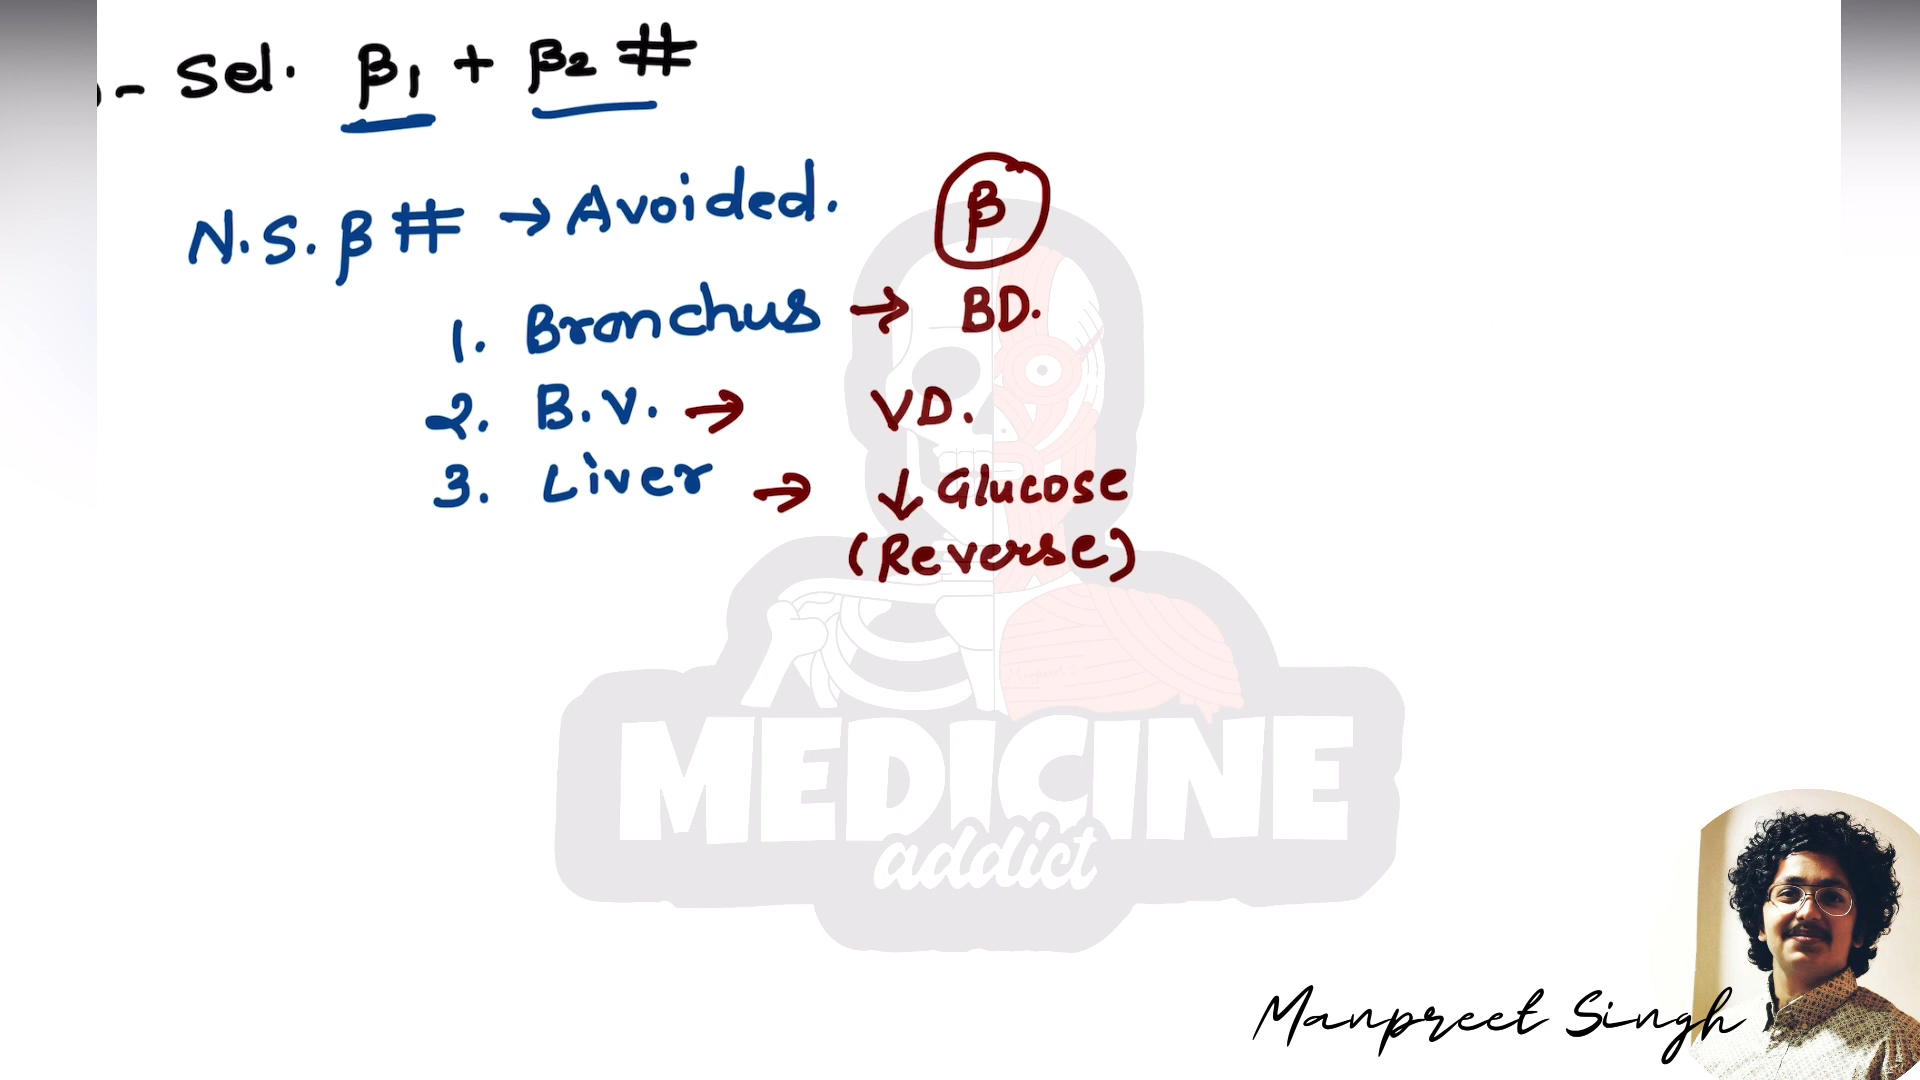 - Sel. β1 + β2 #
N.S. β # → Avoided.
β
1. Bronchus → BD.
2. B.V. → VD.
3. Liver → ↓ Glucose
(Reverse)
MEDICINE
addict
Manpreet Singh